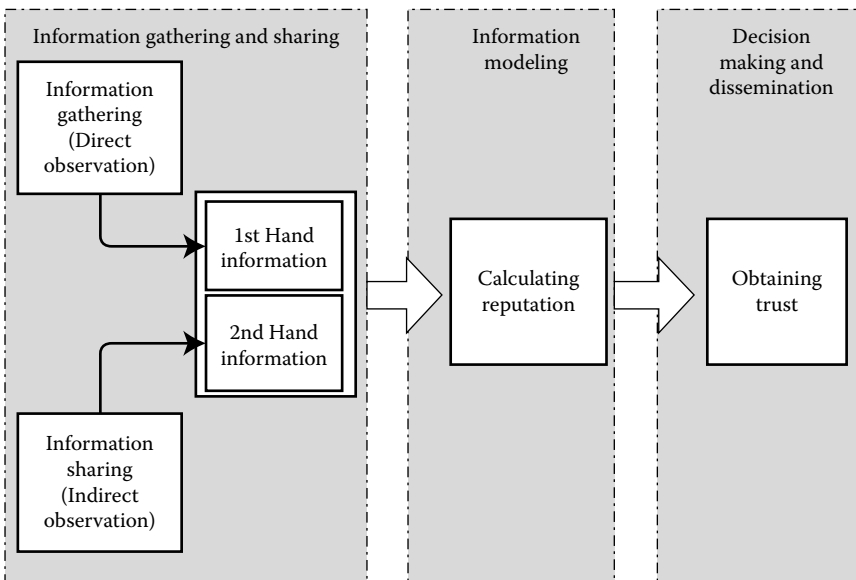 Information gathering and sharing
Information
gathering
(Direct
observation)
1st Hand
information
2nd Hand
information
Information
sharing
(Indirect
observation)
Information
modeling
Calculating
reputation
Decision
making and
dissemination
Obtaining
trust